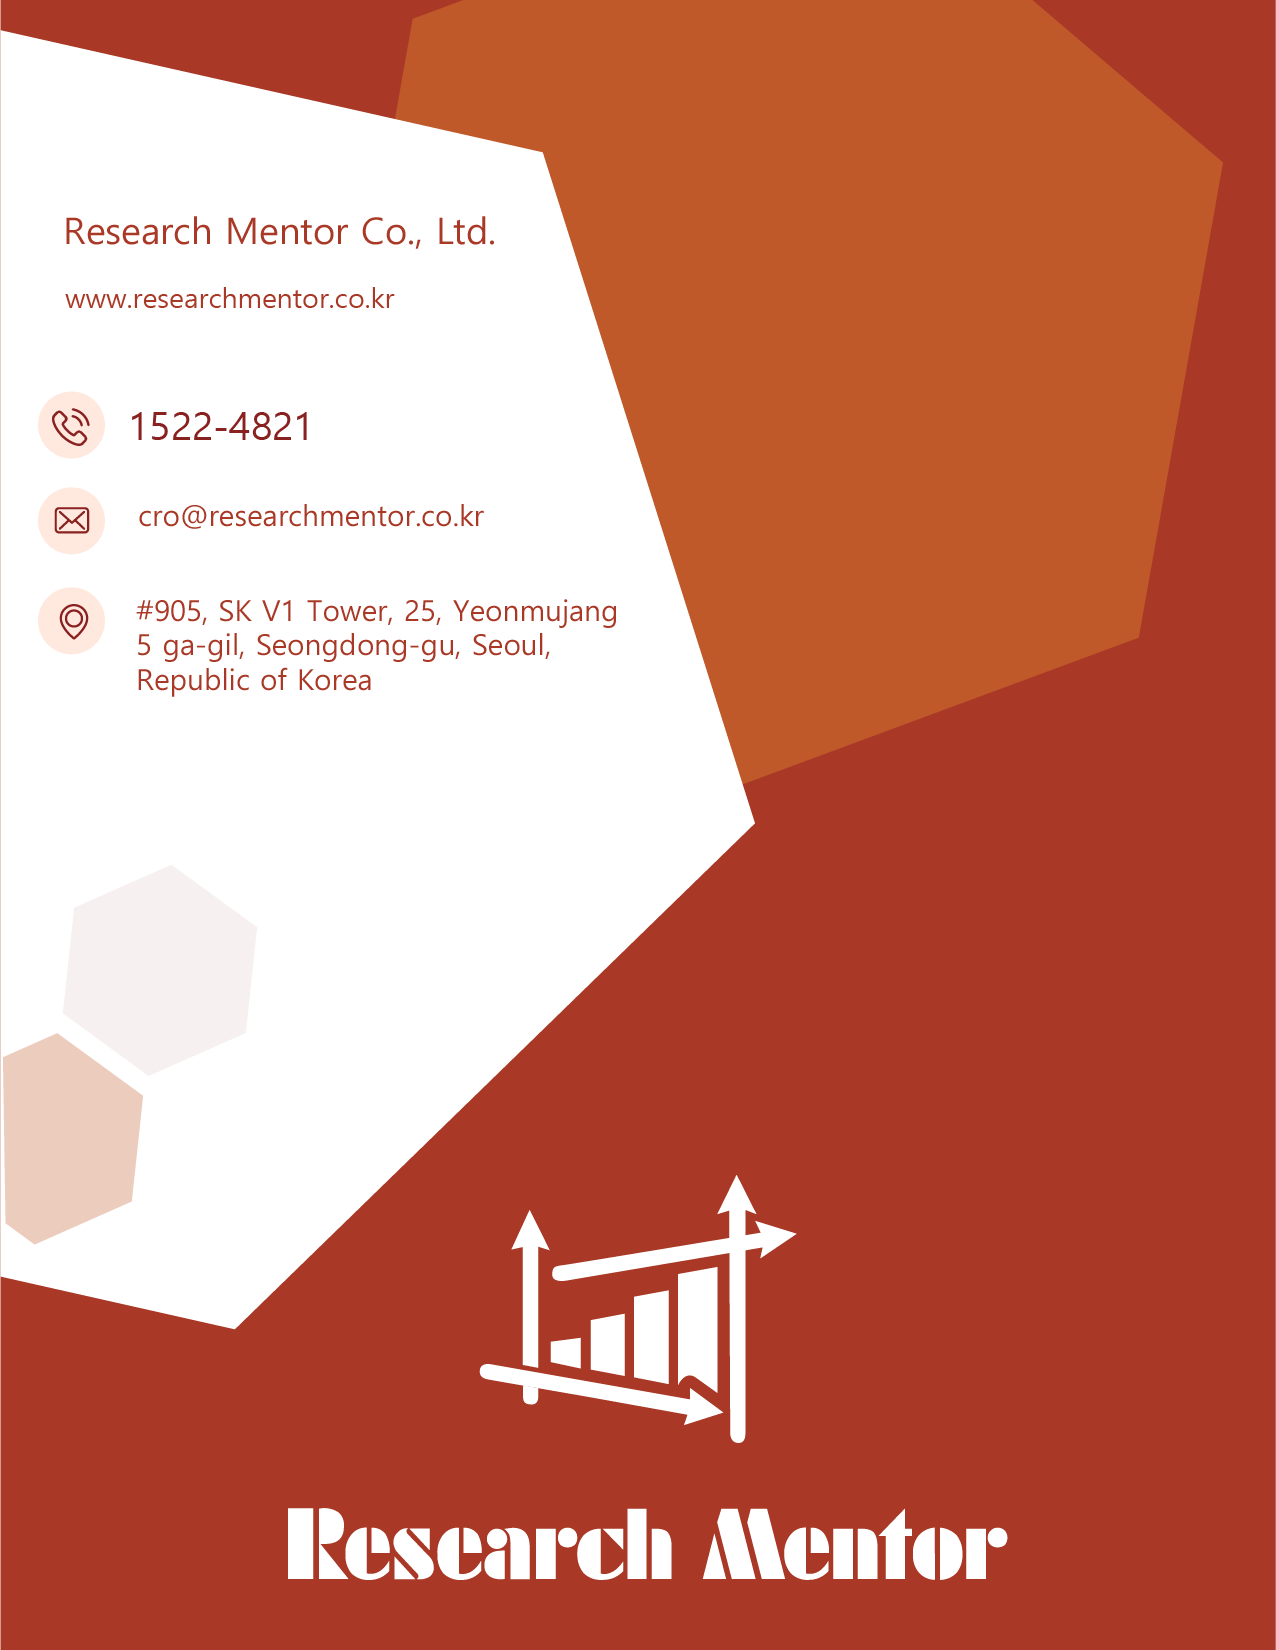 Research Mentor Co., Ltd.
www.researchmentor.co.kr
1522-4821
cro@researchmentor.co.kr
#905, SK V1 Tower, 25, Yeonmujang
5 ga-gil, Seongdong-gu, Seoul,
Republic of Korea
Research Mentor